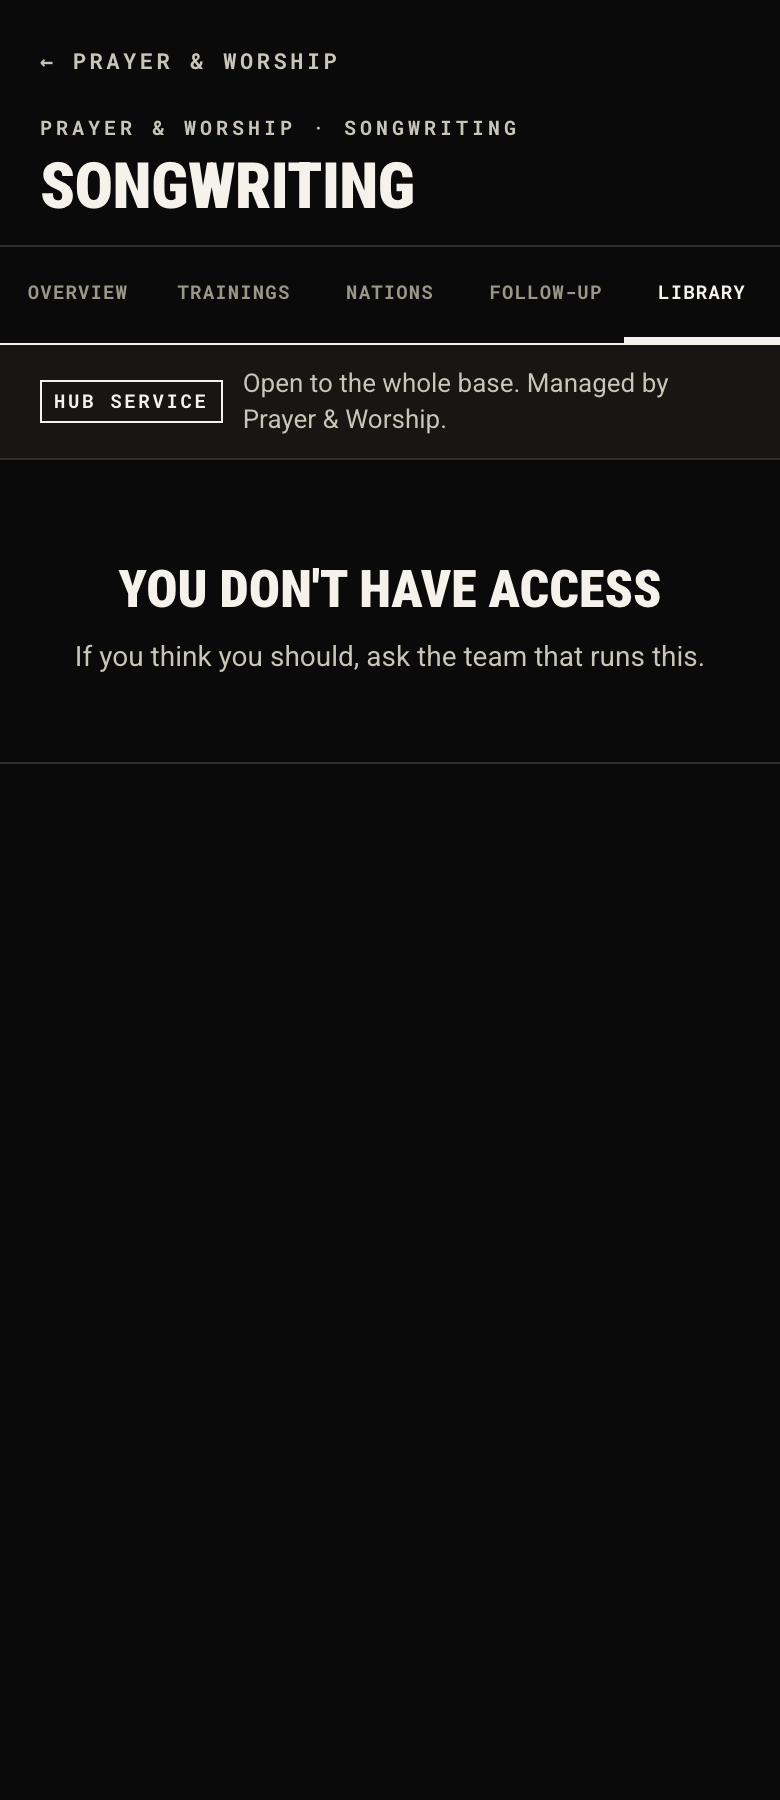 ← PRAYER & WORSHIP
PRAYER & WORSHIP · SONGWRITING
SONGWRITING
OVERVIEW TRAININGS NATIONS FOLLOW-UP LIBRARY
HUB SERVICE
Open to the whole base. Managed by
Prayer & Worship.
YOU DON'T HAVE ACCESS
If you think you should, ask the team that runs this.